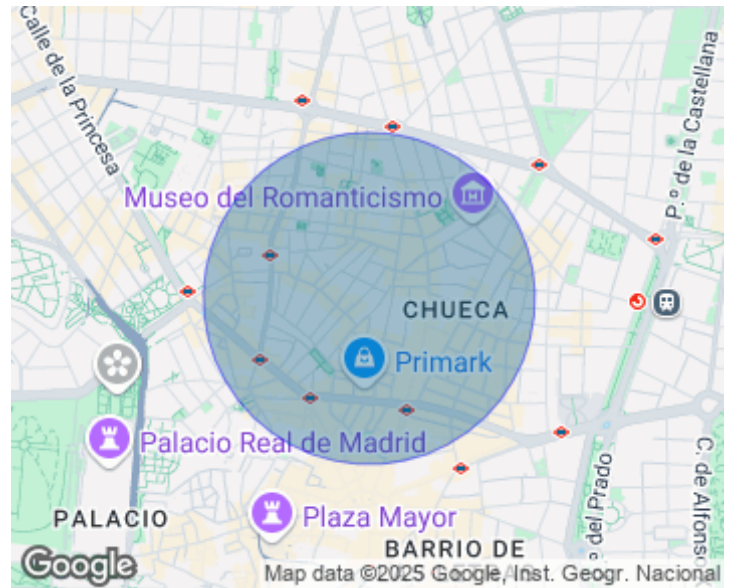 Calle de la Princesa
P.º de la Castellana
Museo del Romanticismo
CHUECA
Primark
Palacio Real de Madrid
Plaza Mayor
PALACIO
BARRIO DE
º del Prado
C. de Alfonso
Google
Map data ©2025 Google, Inst. Geogr. Nacional